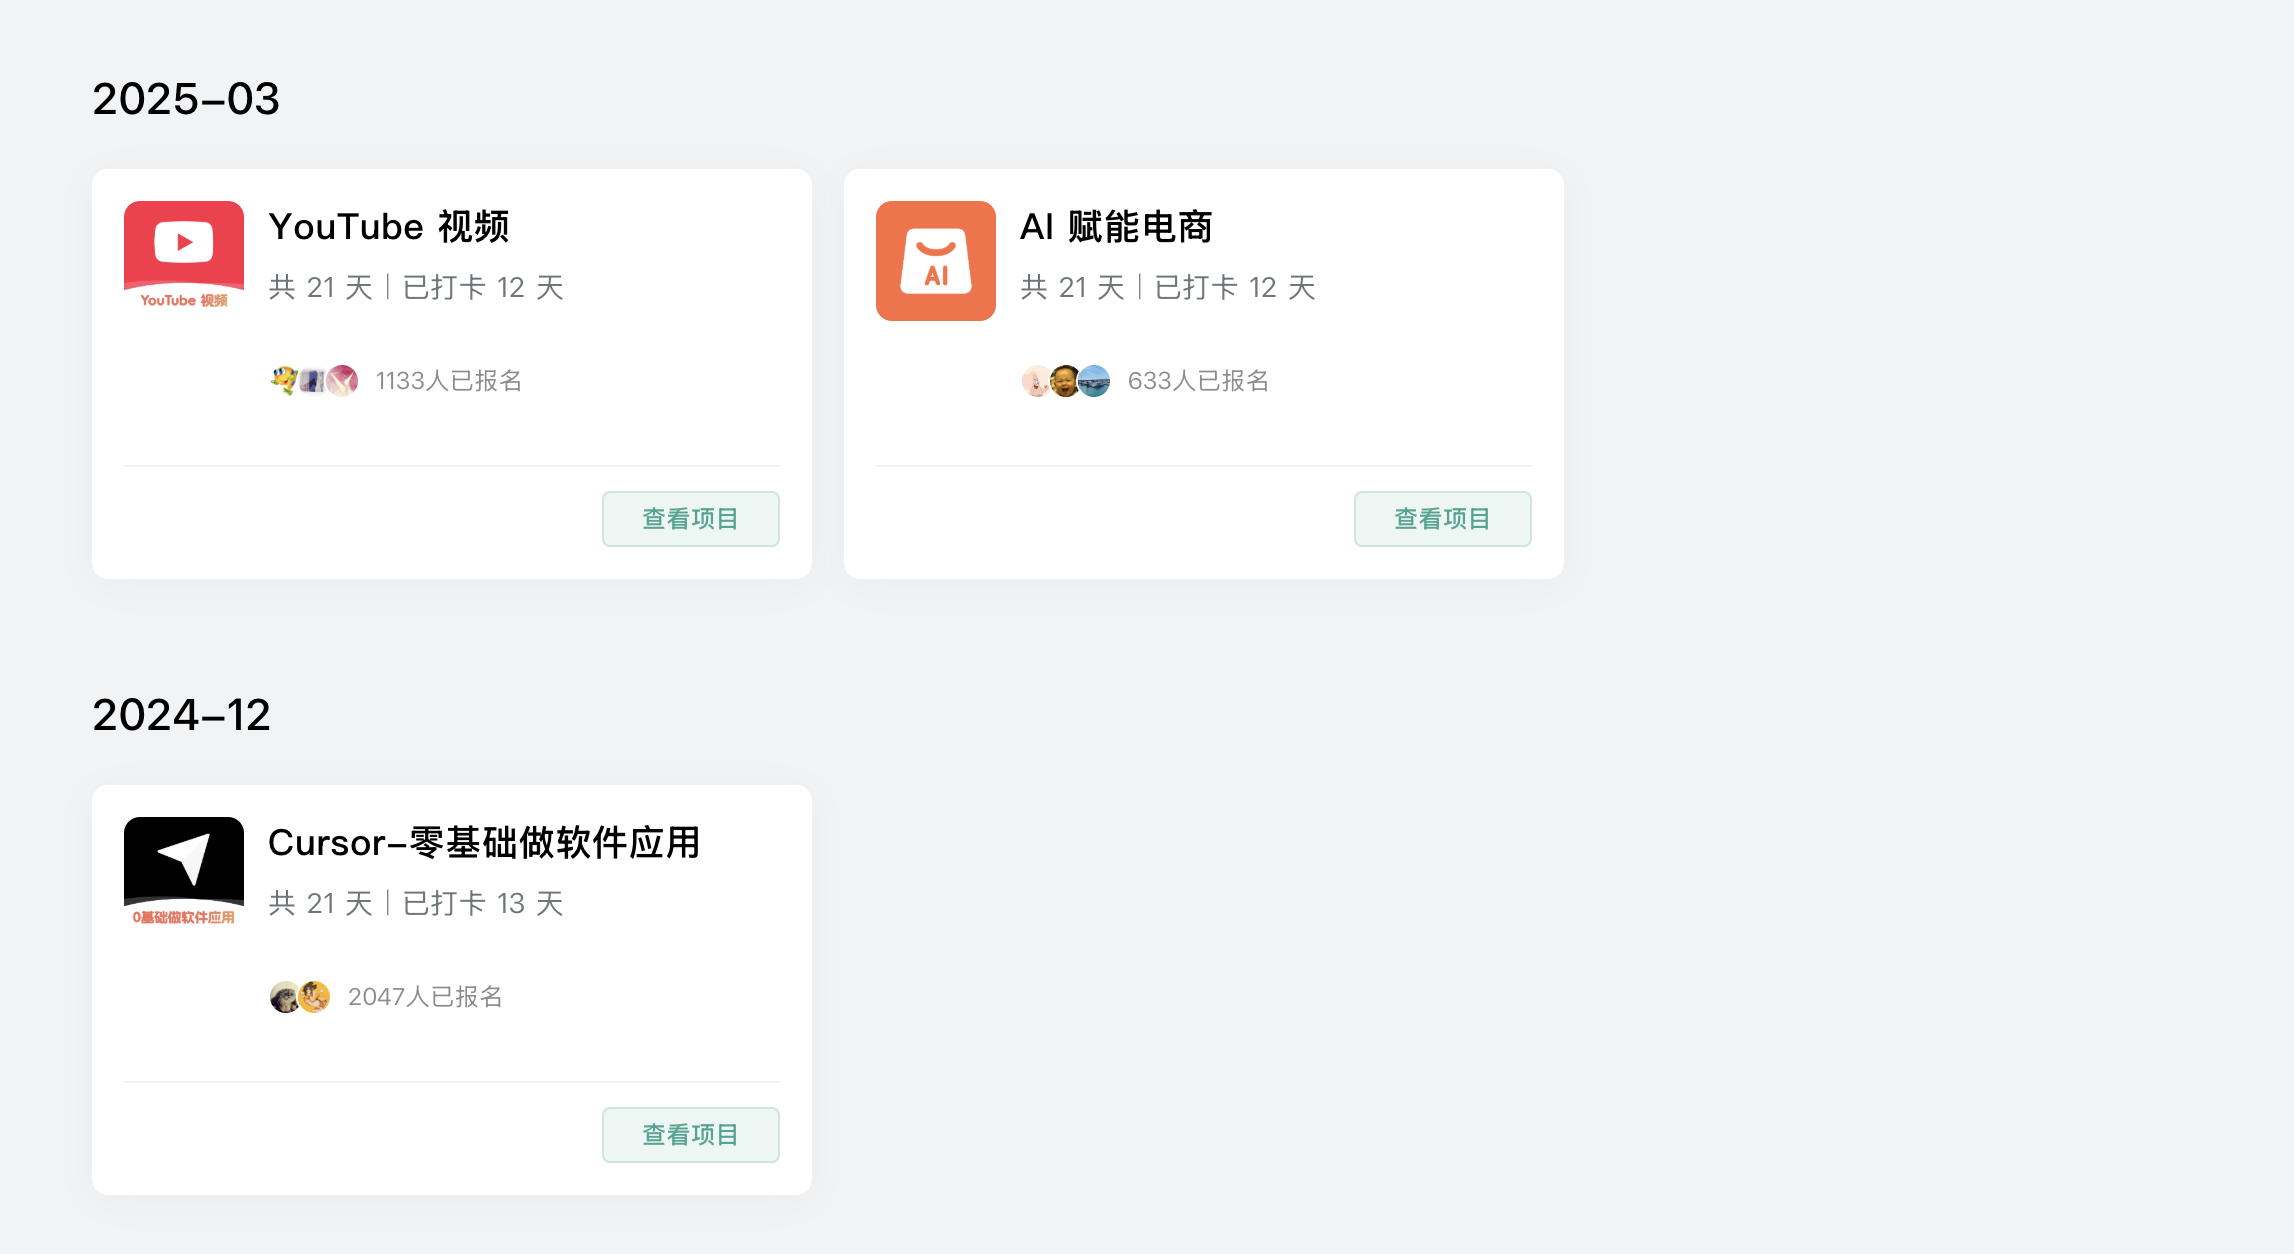 2025-03
YouTube 视频
YouTube 视频
共 21 天 | 已打卡 12 天
1133人已报名
查看项目
AI
AI 赋能电商
共 21 天 | 已打卡 12 天
633人已报名
查看项目
2024-12
0基础做软件应用
Cursor-零基础做软件应用
共 21 天 | 已打卡 13 天
2047人已报名
查看项目